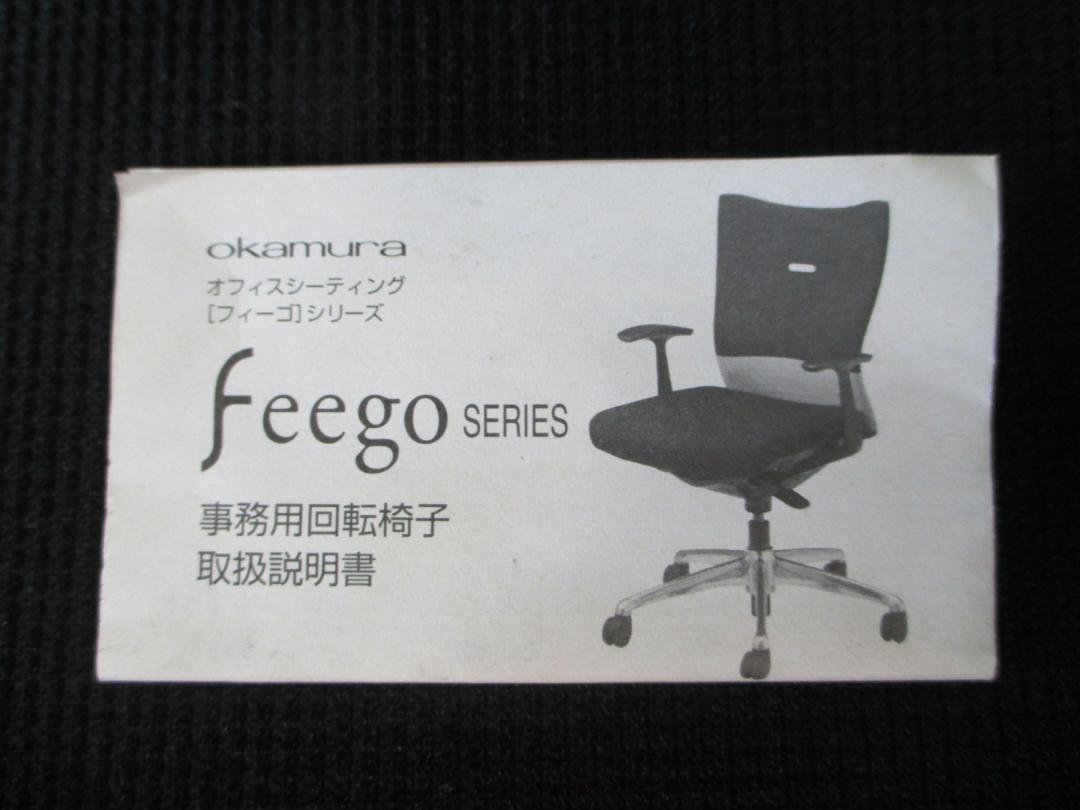 okamura
オフィスシーティング
[フィーゴ]シリーズ
feego SERIES
事務用回転椅子
取扱説明書